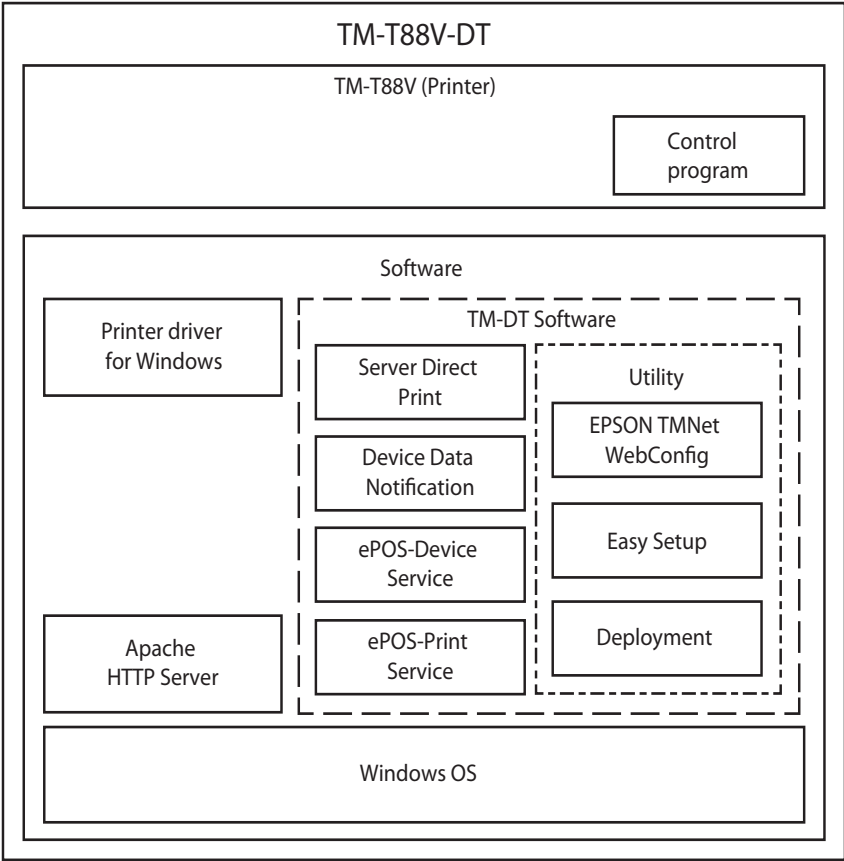 TM-T88V-DT
TM-T88V (Printer)
Control
program
Software
Printer driver
for Windows
TM-DT Software
Server Direct
Print
Utility
EPSON TMNet
WebConfig
Device Data
Notification
ePOS-Device
Service
Easy Setup
Apache
HTTP Server
ePOS-Print
Service
Deployment
Windows OS